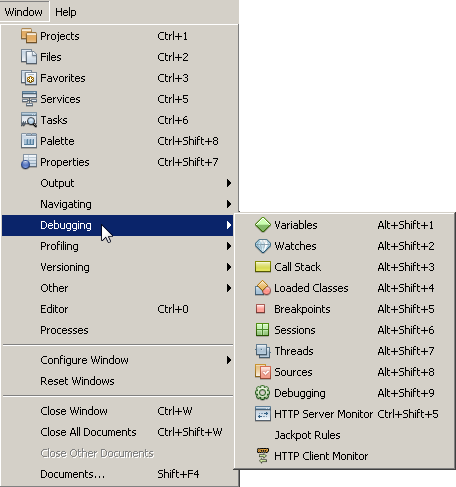 Window Help
Projects Ctrl+1
Files Ctrl+2
Favorites Ctrl+3
Services Ctrl+5
Tasks Ctrl+6
Palette Ctrl+Shift+8
Properties Ctrl+Shift+7
Output
Navigating
Debugging
Profiling
Versioning
Other
Editor Ctrl+0
Processes
Configure Window
Reset Windows
Close Window Ctrl+W
Close All Documents Ctrl+Shift+W
Close Other Documents
Documents... Shift+F4
Variables Alt+Shift+1
Watches Alt+Shift+2
Call Stack Alt+Shift+3
Loaded Classes Alt+Shift+4
Breakpoints Alt+Shift+5
Sessions Alt+Shift+6
Threads Alt+Shift+7
Sources Alt+Shift+8
Debugging Alt+Shift+9
HTTP Server Monitor Ctrl+Shift+5
Jackpot Rules
HTTP Client Monitor